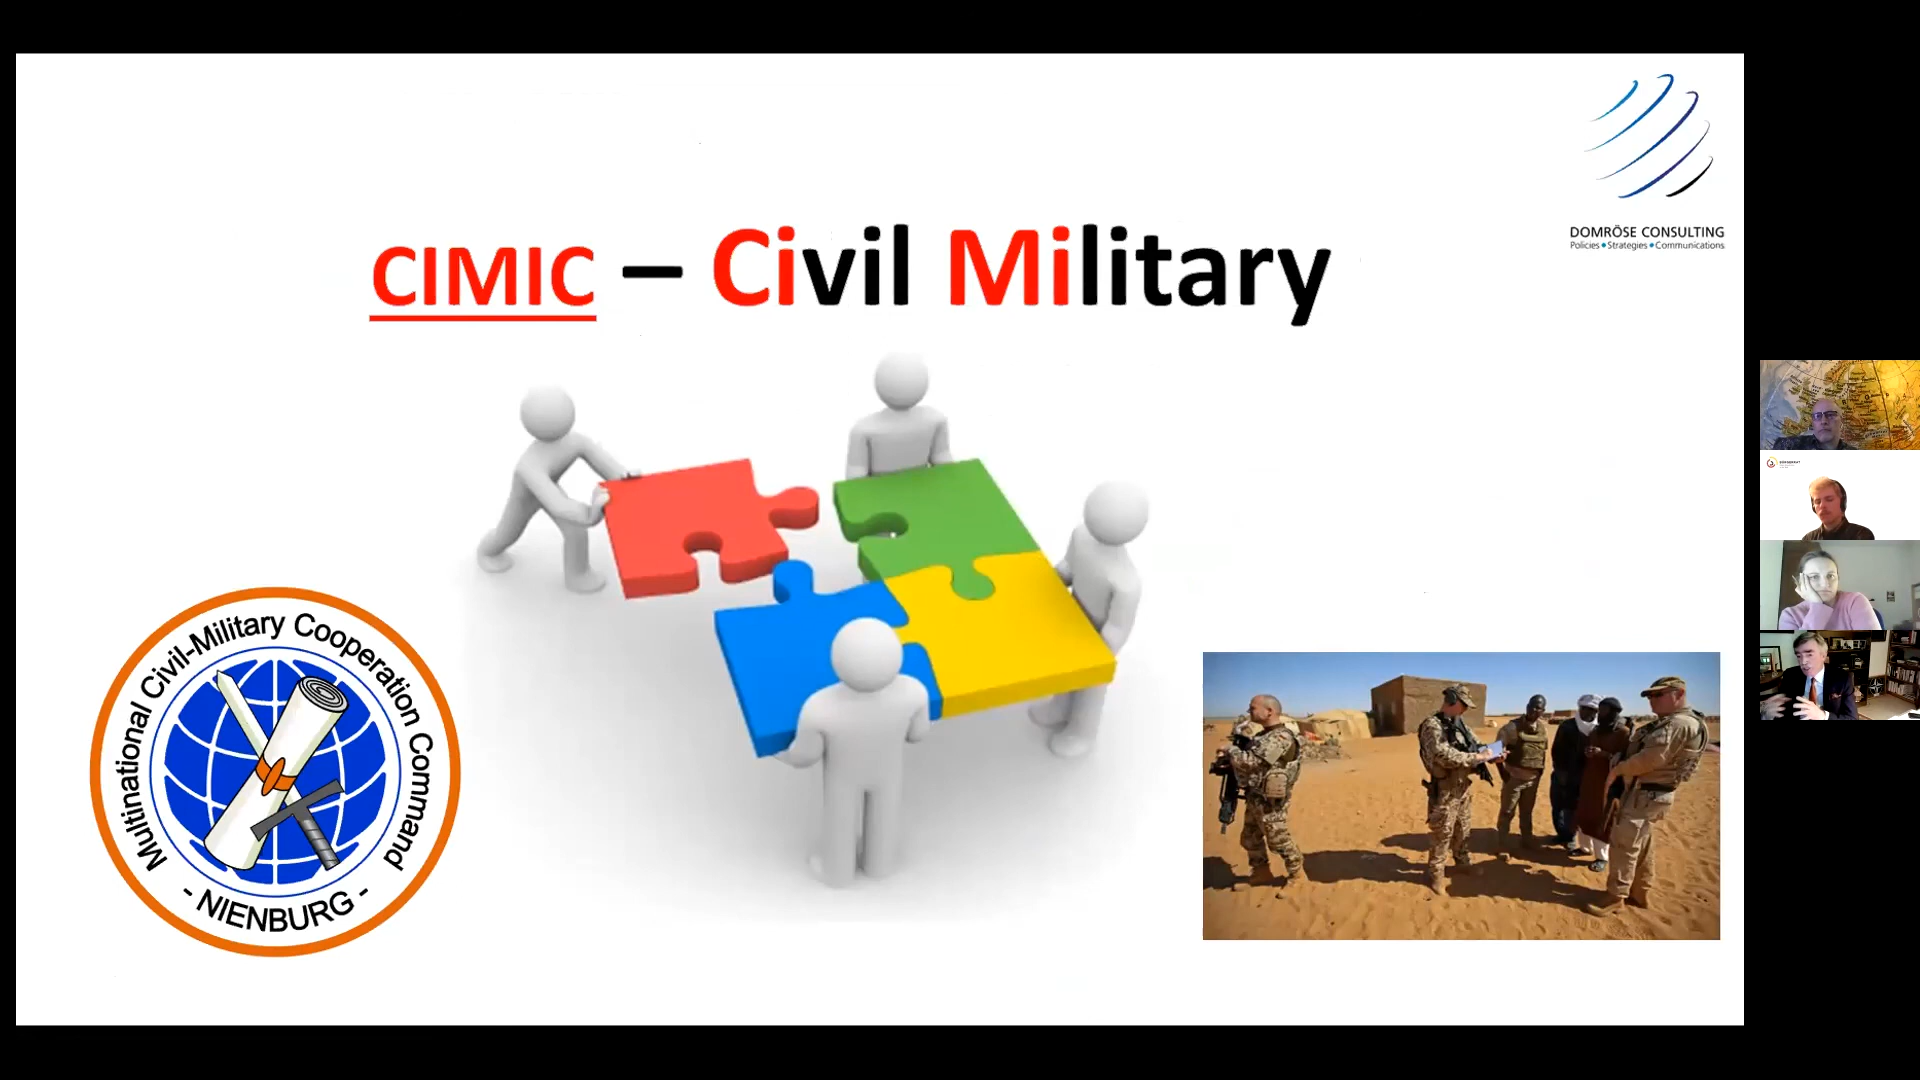 CIMIC – Civil Military
DOMRÖSE CONSULTING
Policies • Strategies • Communications
Multinational Civil-Military Cooperation Command
- NIENBURG -